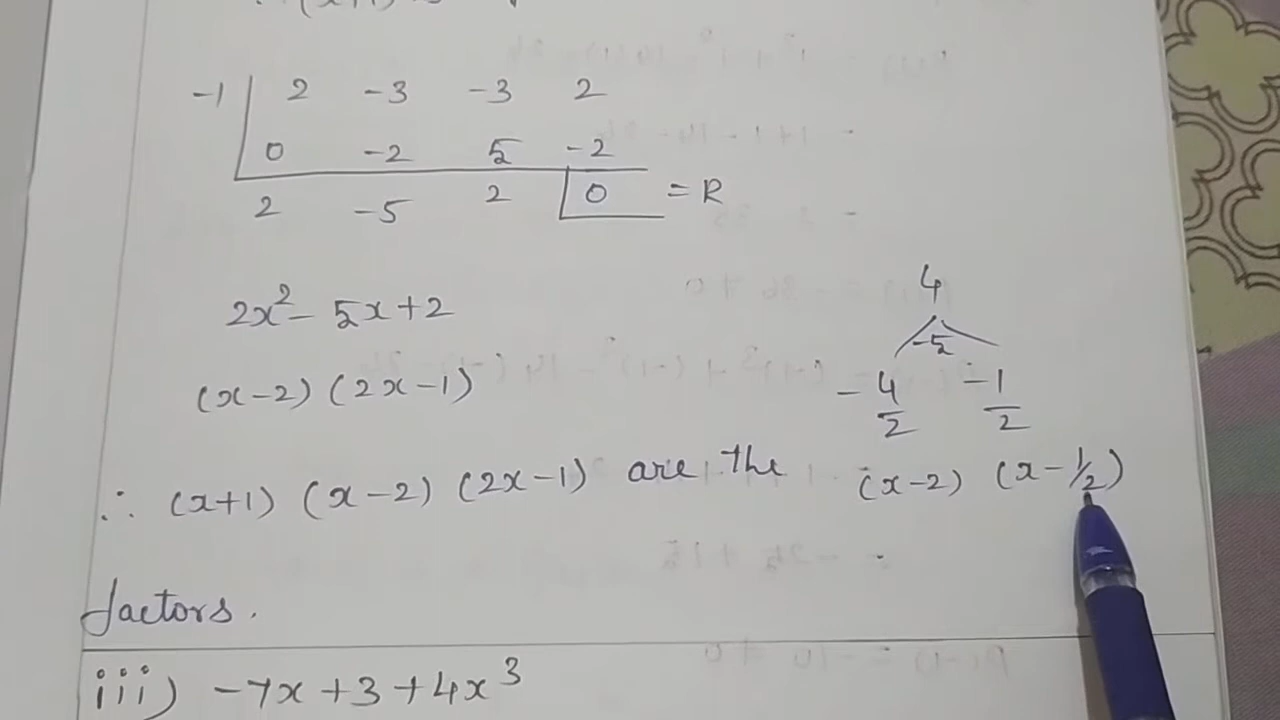 -1 | 2 -3 -3 2
0 -2 5 -2
2 -5 2 | 0 = R
2x² - 5x + 2
(x-2) (2x-1)
4
-5
-4/2 -1/2
(x-2) (x-1/2)
∴ (x+1) (x-2) (2x-1) are the
factors.
iii) -7x + 3 + 4x³